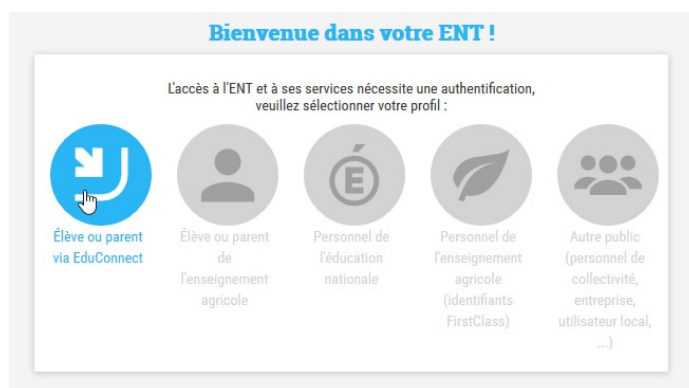 Bienvenue dans votre ENT !
L'accès à l'ENT et à ses services nécessite une authentification,
veuillez sélectionner votre profil :
É
Élève ou parent
via EduConnect
Élève ou parent
de
l'enseignement
agricole
Personnel de
l'éducation
nationale
Personnel de
l'enseignement
agricole
(identifiants
FirstClass)
Autre public
(personnel de
collectivité,
entreprise,
utilisateur local,
...)